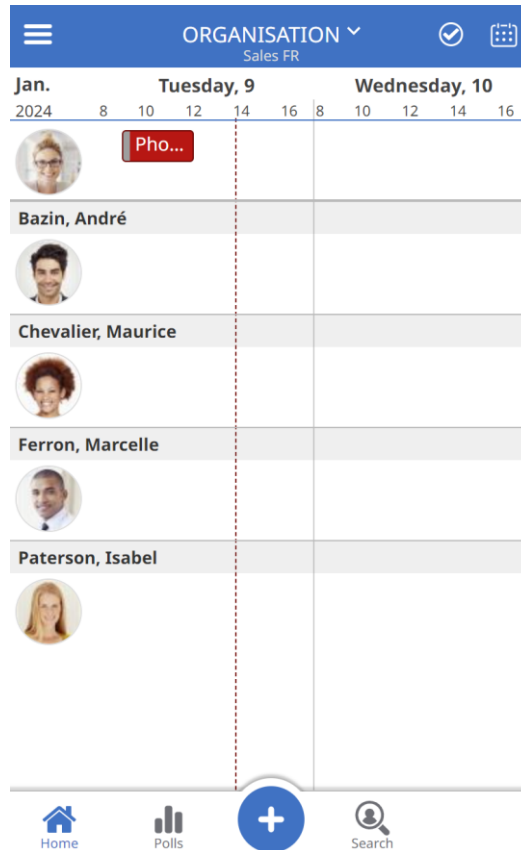 ORGANISATION
Sales FR
Jan. Tuesday, 9 Wednesday, 10
2024 8 10 12 14 16 8 10 12 14 16
Pho...
Bazin, André
Chevalier, Maurice
Ferron, Marcelle
Paterson, Isabel
Home Polls + Search